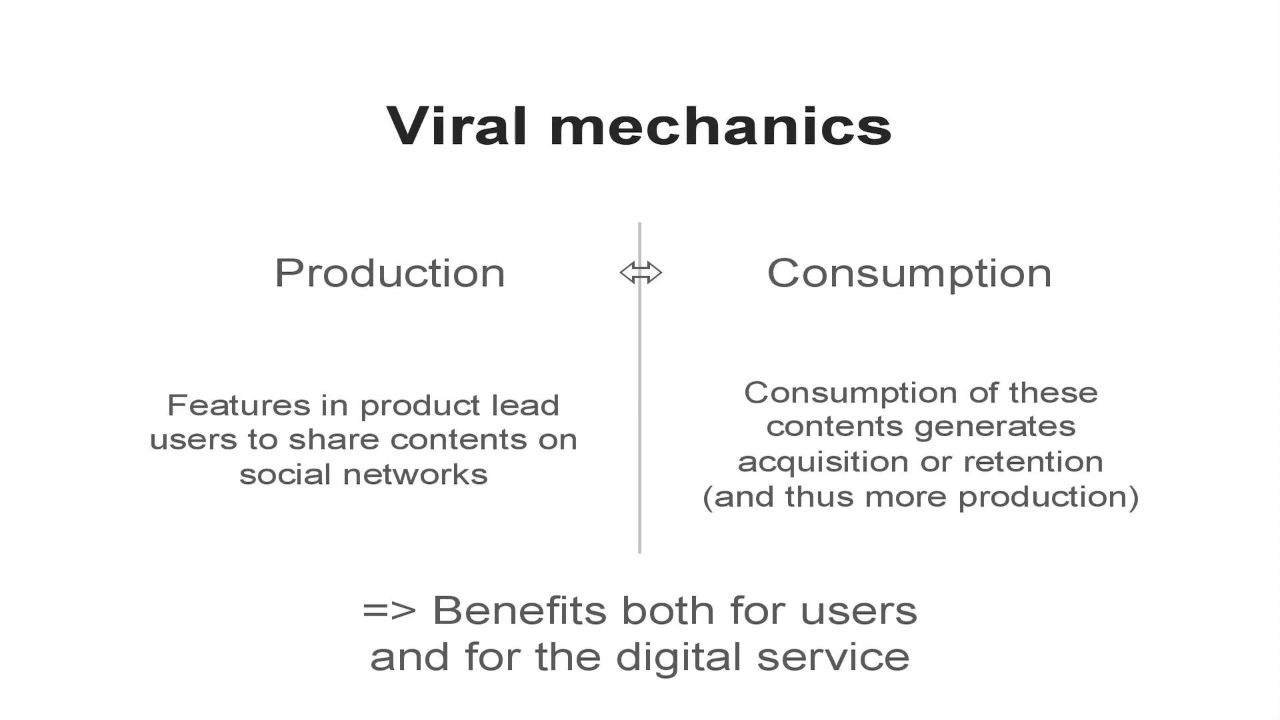 Viral mechanics
Production
Consumption
Features in product lead
users to share contents on
social networks
Consumption of these
contents generates
acquisition or retention
(and thus more production)
=> Benefits both for users
and for the digital service